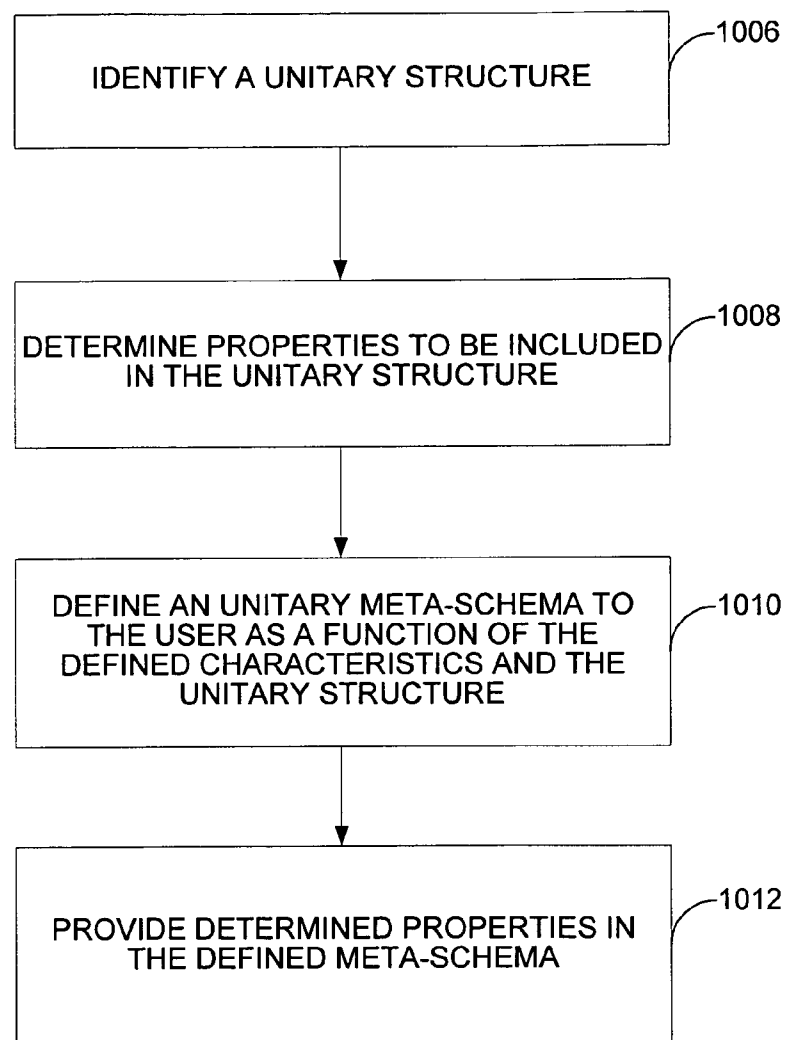 1006
IDENTIFY A UNITARY STRUCTURE
1008
DETERMINE PROPERTIES TO BE INCLUDED
IN THE UNITARY STRUCTURE
1010
DEFINE AN UNITARY META-SCHEMA TO
THE USER AS A FUNCTION OF THE
DEFINED CHARACTERISTICS AND THE
UNITARY STRUCTURE
1012
PROVIDE DETERMINED PROPERTIES IN
THE DEFINED META-SCHEMA